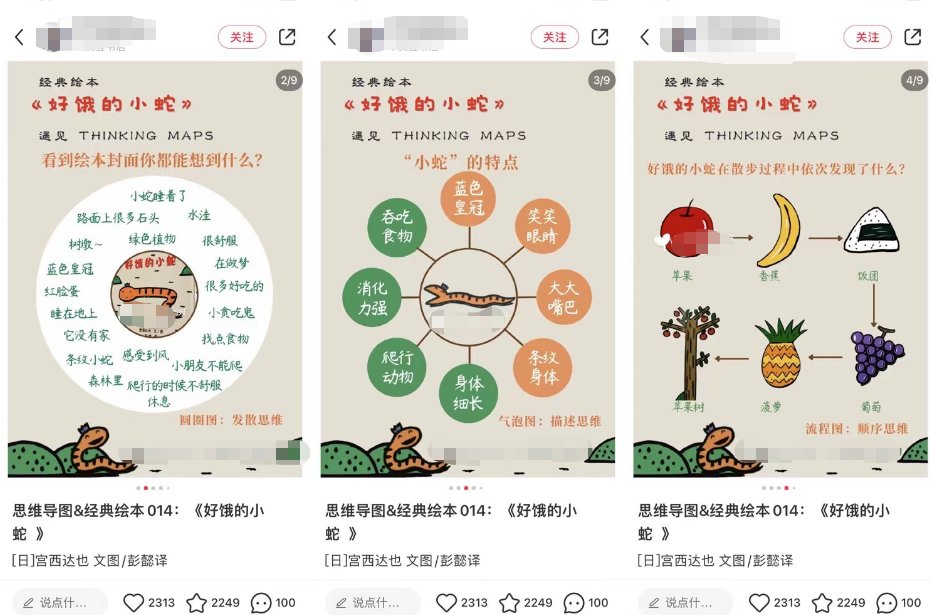 关注
经典绘本
2/9
《好饿的小蛇》
遇见 THINKING MAPS
看到绘本封面你都能想到什么？
小蛇睡着了
路面上很多石头
水洼
树墩~
绿色植物
很舒服
蓝色皇冠
好饿的小蛇
在做梦
红脸蛋
很多好吃的
睡在地上
小贪吃鬼
它没有家
找点食物
条纹小蛇
感受到风
小朋友不能爬
森林里
爬行的时候不舒服
休息
圆圈图：发散思维
思维导图&经典绘本014：《好饿的小
蛇 》
[日]宫西达也 文图/彭懿译
说点什...
2313
2249
100
关注
经典绘本
3/9
《好饿的小蛇》
遇见 THINKING MAPS
“小蛇”的特点
蓝色
皇冠
吞吃
食物
笑笑
眼睛
消化
力强
大大
嘴巴
爬行
动物
条纹
身体
身体
细长
气泡图：描述思维
思维导图&经典绘本014：《好饿的小
蛇 》
[日]宫西达也 文图/彭懿译
说点什...
2313
2249
100
关注
经典绘本
4/9
《好饿的小蛇》
遇见 THINKING MAPS
好饿的小蛇在散步过程中依次发现了什么？
苹果
香蕉
饭团
苹果树
菠萝
葡萄
流程图：顺序思维
思维导图&经典绘本014：《好饿的小
蛇 》
[日]宫西达也 文图/彭懿译
说点什...
2313
2249
100